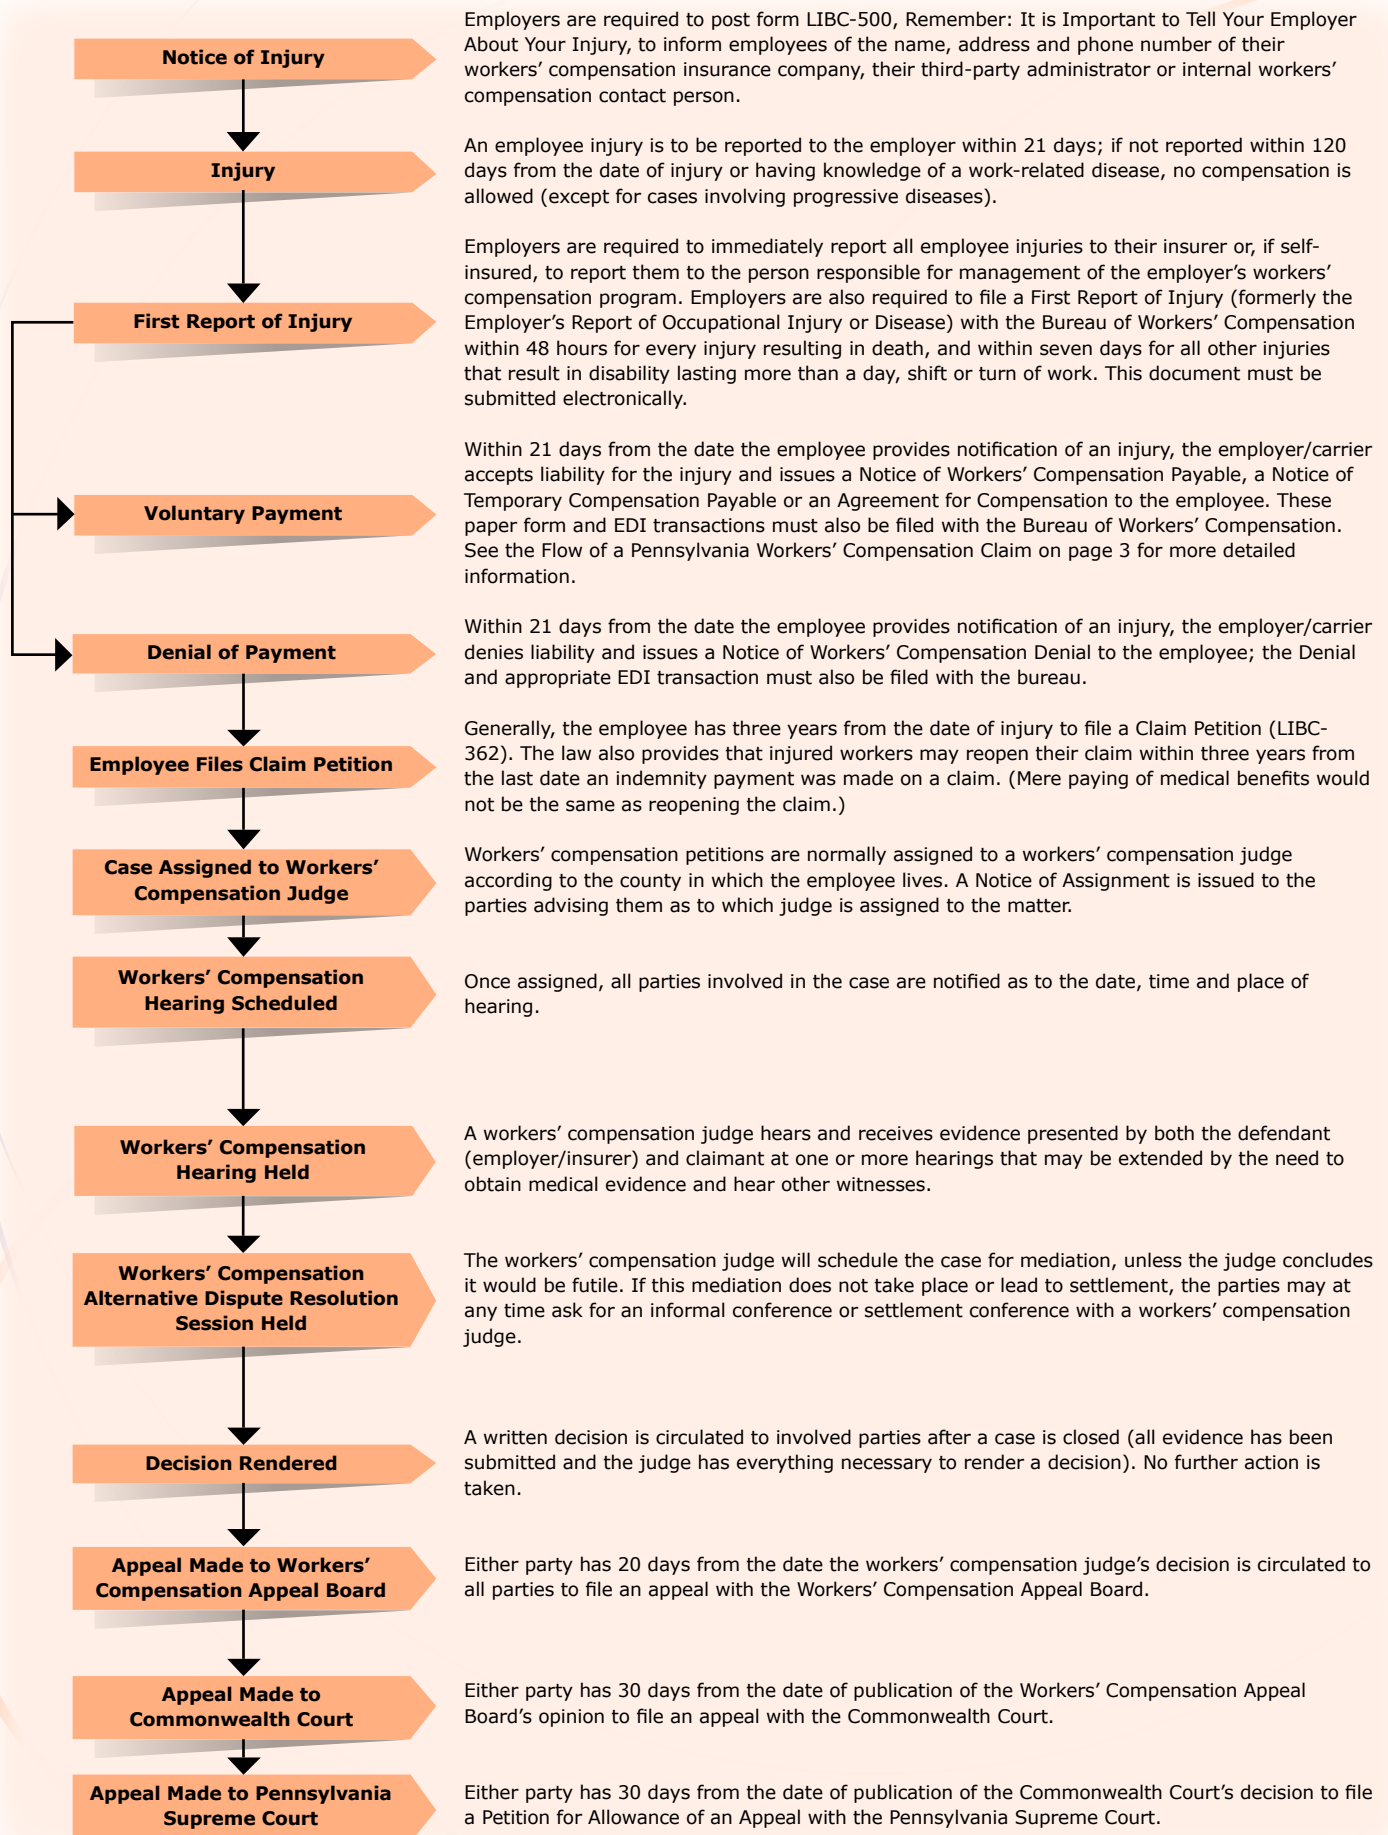 Notice of Injury
Employers are required to post form LIBC-500, Remember: It is Important to Tell Your Employer
About Your Injury, to inform employees of the name, address and phone number of their
workers’ compensation insurance company, their third-party administrator or internal workers’
compensation contact person.
Injury
An employee injury is to be reported to the employer within 21 days; if not reported within 120
days from the date of injury or having knowledge of a work-related disease, no compensation is
allowed (except for cases involving progressive diseases).
First Report of Injury
Employers are required to immediately report all employee injuries to their insurer or, if self-
insured, to report them to the person responsible for management of the employer’s workers’
compensation program. Employers are also required to file a First Report of Injury (formerly the
Employer’s Report of Occupational Injury or Disease) with the Bureau of Workers’ Compensation
within 48 hours for every injury resulting in death, and within seven days for all other injuries
that result in disability lasting more than a day, shift or turn of work. This document must be
submitted electronically.
Voluntary Payment
Within 21 days from the date the employee provides notification of an injury, the employer/carrier
accepts liability for the injury and issues a Notice of Workers’ Compensation Payable, a Notice of
Temporary Compensation Payable or an Agreement for Compensation to the employee. These
paper form and EDI transactions must also be filed with the Bureau of Workers’ Compensation.
See the Flow of a Pennsylvania Workers’ Compensation Claim on page 3 for more detailed
information.
Denial of Payment
Within 21 days from the date the employee provides notification of an injury, the employer/carrier
denies liability and issues a Notice of Workers’ Compensation Denial to the employee; the Denial
and appropriate EDI transaction must also be filed with the bureau.
Employee Files Claim Petition
Generally, the employee has three years from the date of injury to file a Claim Petition (LIBC-
362). The law also provides that injured workers may reopen their claim within three years from
the last date an indemnity payment was made on a claim. (Mere paying of medical benefits would
not be the same as reopening the claim.)
Case Assigned to Workers’
Compensation Judge
Workers’ compensation petitions are normally assigned to a workers’ compensation judge
according to the county in which the employee lives. A Notice of Assignment is issued to the
parties advising them as to which judge is assigned to the matter.
Workers’ Compensation
Hearing Scheduled
Once assigned, all parties involved in the case are notified as to the date, time and place of
hearing.
Workers’ Compensation
Hearing Held
A workers’ compensation judge hears and receives evidence presented by both the defendant
(employer/insurer) and claimant at one or more hearings that may be extended by the need to
obtain medical evidence and hear other witnesses.
Workers’ Compensation
Alternative Dispute Resolution
Session Held
The workers’ compensation judge will schedule the case for mediation, unless the judge concludes
it would be futile. If this mediation does not take place or lead to settlement, the parties may at
any time ask for an informal conference or settlement conference with a workers’ compensation
judge.
Decision Rendered
A written decision is circulated to involved parties after a case is closed (all evidence has been
submitted and the judge has everything necessary to render a decision). No further action is
taken.
Appeal Made to Workers’
Compensation Appeal Board
Either party has 20 days from the date the workers’ compensation judge’s decision is circulated to
all parties to file an appeal with the Workers’ Compensation Appeal Board.
Appeal Made to
Commonwealth Court
Either party has 30 days from the date of publication of the Workers’ Compensation Appeal
Board’s opinion to file an appeal with the Commonwealth Court.
Appeal Made to Pennsylvania
Supreme Court
Either party has 30 days from the date of publication of the Commonwealth Court’s decision to file
a Petition for Allowance of an Appeal with the Pennsylvania Supreme Court.